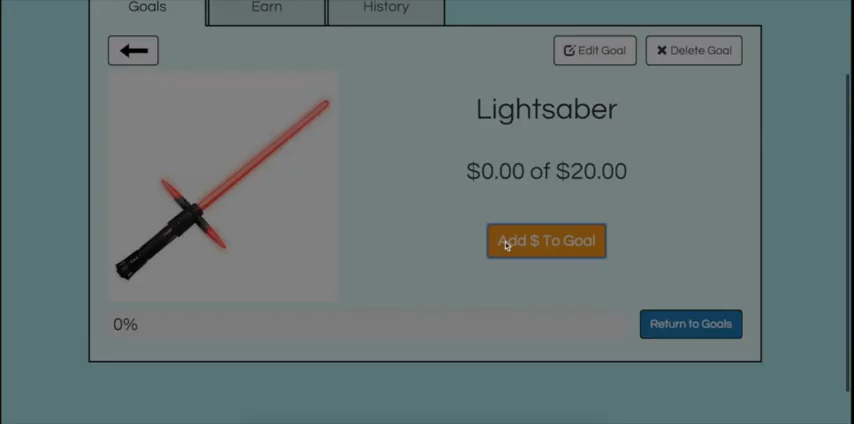 Goals Earn History
Edit Goal Delete Goal
Lightsaber
$0.00 of $20.00
Add $ To Goal
0%
Return to Goals